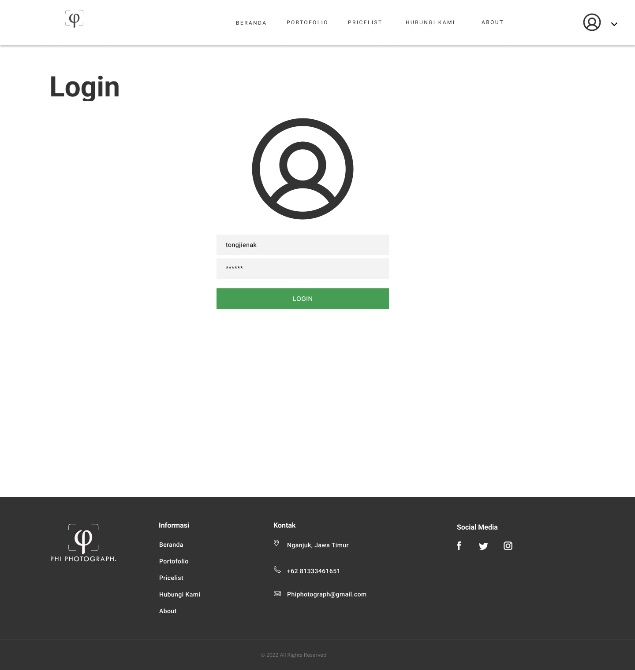 φ
BERANDA PORTOFOLIO PRICELIST HUBUNGI KAMI ABOUT
Login
tongjienak
******
LOGIN
φ
PHI PHOTOGRAPH.
Informasi
Beranda
Portofolio
Pricelist
Hubungi Kami
About
Kontak
Nganjuk, Jawa Timur
+62 81333461651
Phiphotograph@gmail.com
Social Media
© 2022 All Rights Reserved